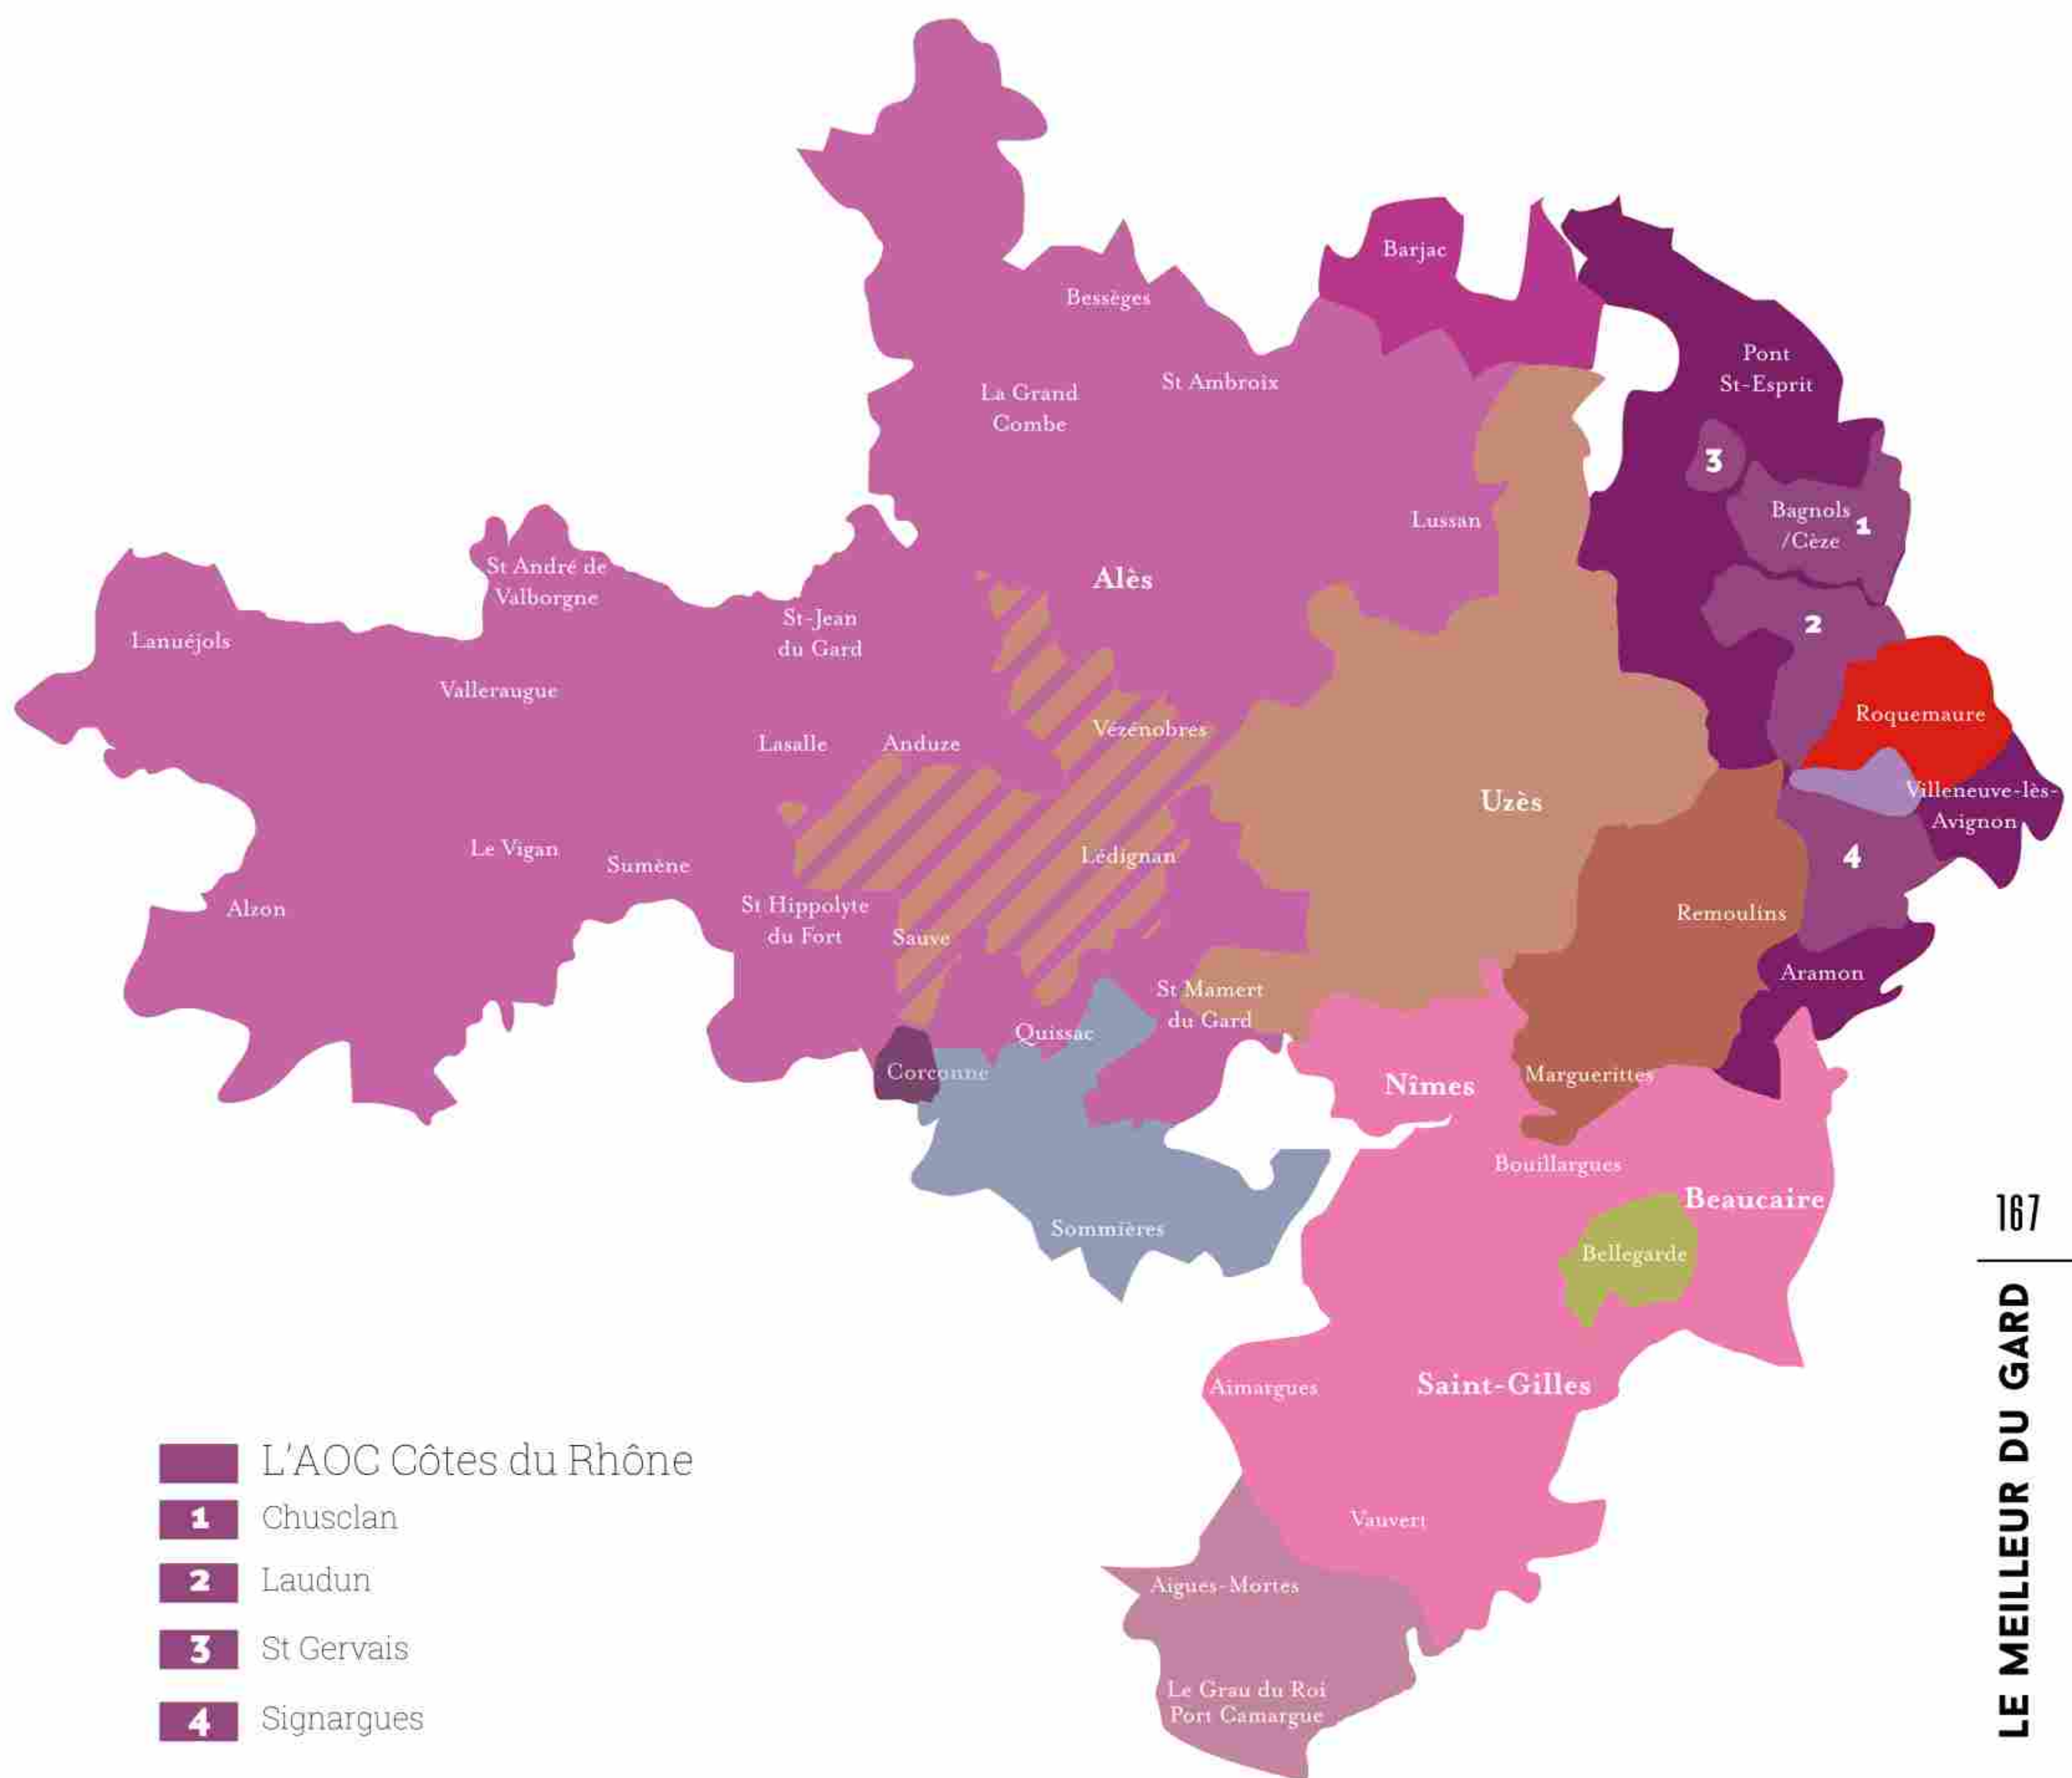 Barjac
Bessèges
Pont
St-Esprit
St Ambroix
La Grand
Combe
3
Bagnols
/Cèze
1
Lussan
Alès
St André de
Valborgne
St-Jean
du Gard
2
Lanuéjols
Valleraugue
Roquemaure
Vézénobres
Lasalle
Anduze
Villeneuve-lès-
Avignon
Uzès
Le Vigan
Sumène
Lédignan
4
Alzon
St Hippolyte
du Fort
Sauve
Remoulins
Aramon
St Mamert
du Gard
Quissac
Corconne
Nîmes
Marguerittes
Bouillargues
Beaucaire
Sommières
Bellegarde
Aimargues
Saint-Gilles
Vauvert
Aigues-Mortes
Le Grau du Roi
Port Camargue
L'AOC Côtes du Rhône
1 Chusclan
2 Laudun
3 St Gervais
4 Signargues
167
LE MEILLEUR DU GARD